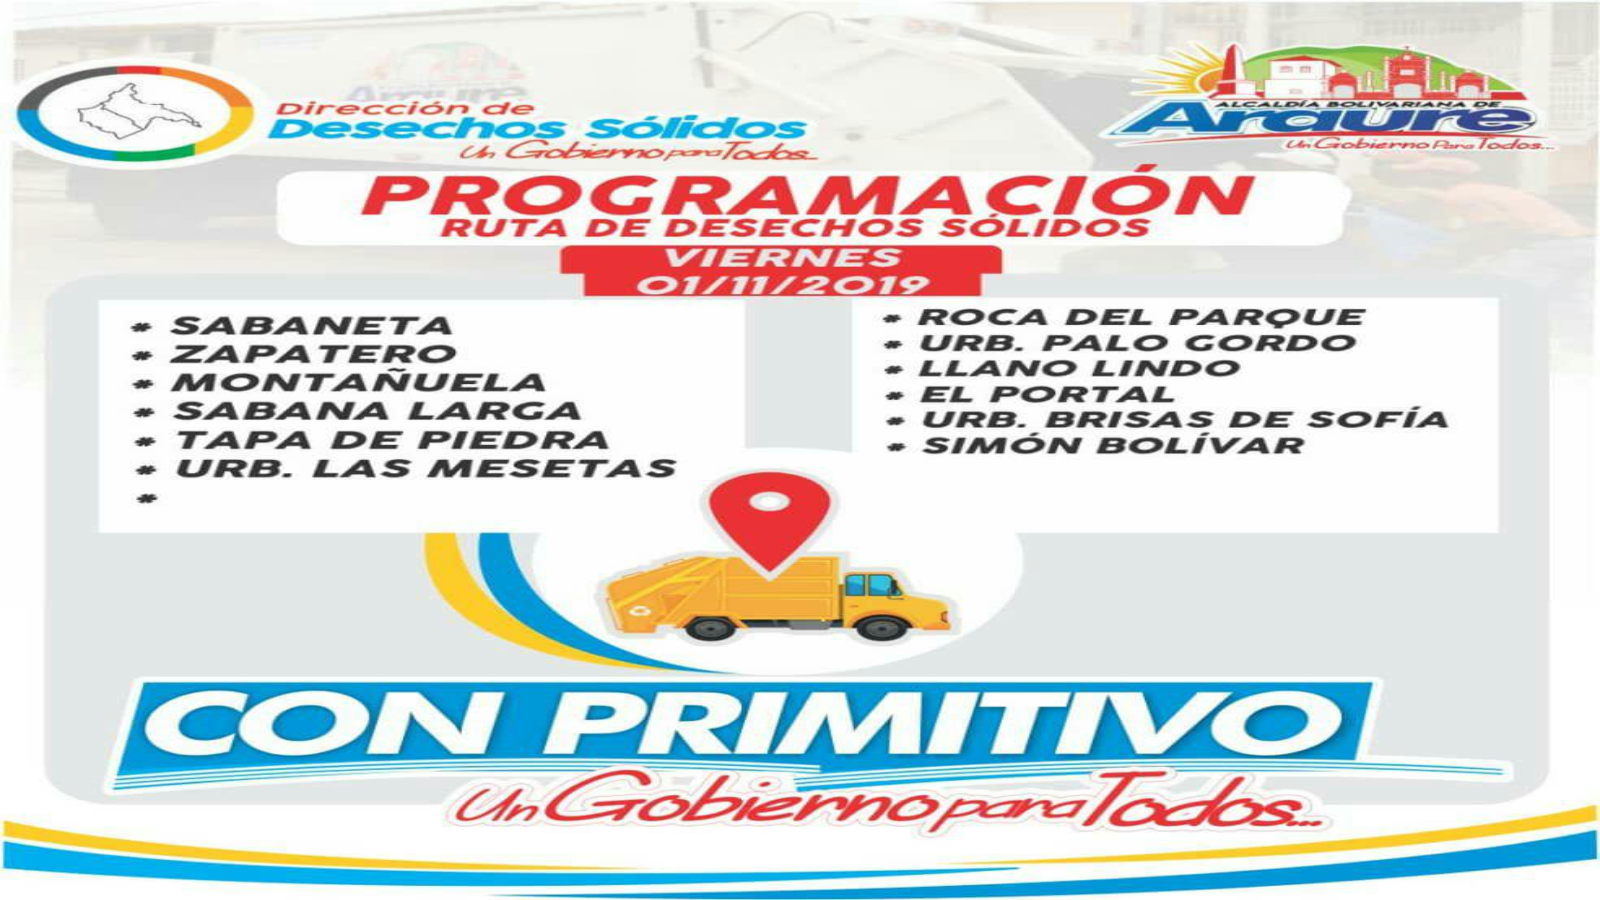 Dirección de
Desechos Sólidos
Un Gobierno para Todos...
ALCALDÍA BOLIVARIANA DE
Araure
Un Gobierno Para Todos...
Araure
PROGRAMACIÓN
RUTA DE DESECHOS SÓLIDOS
VIERNES
01/11/2019
* SABANETA
* ZAPATERO
* MONTAÑUELA
* SABANA LARGA
* TAPA DE PIEDRA
* URB. LAS MESETAS
*
* ROCA DEL PARQUE
* URB. PALO GORDO
* LLANO LINDO
* EL PORTAL
* URB. BRISAS DE SOFÍA
* SIMÓN BOLÍVAR
CON PRIMITIVO
Un Gobierno para Todos...